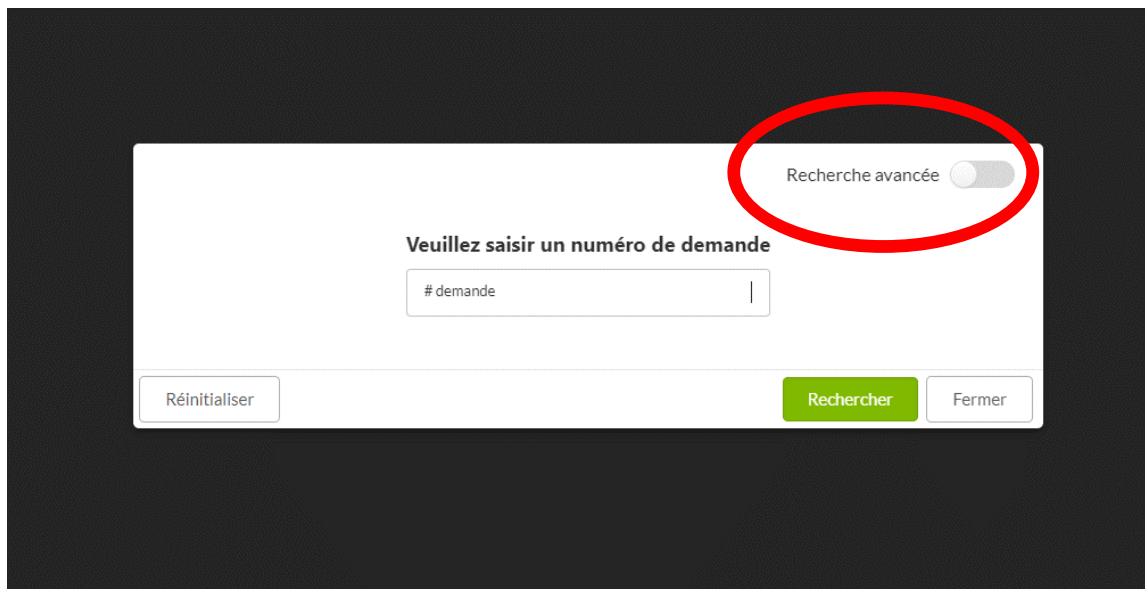 Recherche avancée
Veuillez saisir un numéro de demande
# demande
Réinitialiser
Rechercher
Fermer